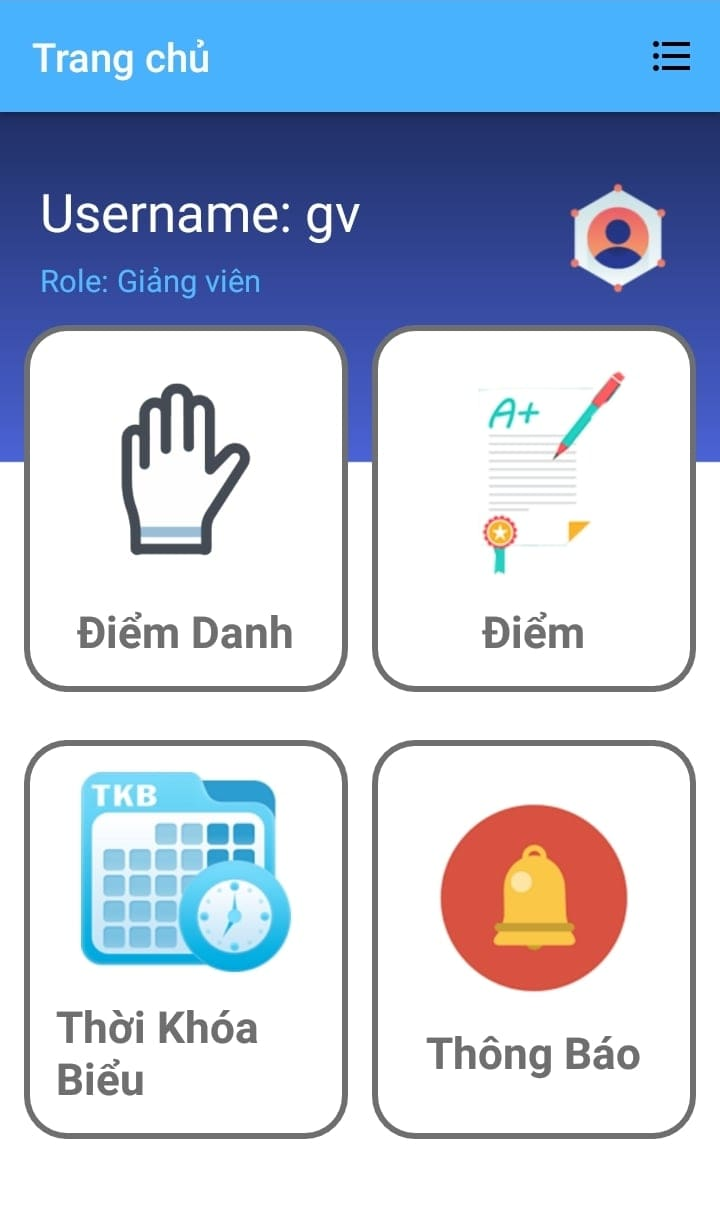 Trang chủ
Username: gv
Role: Giảng viên
A+
Điểm Danh
Điểm
TKB
Thời Khóa
Biểu
Thông Báo